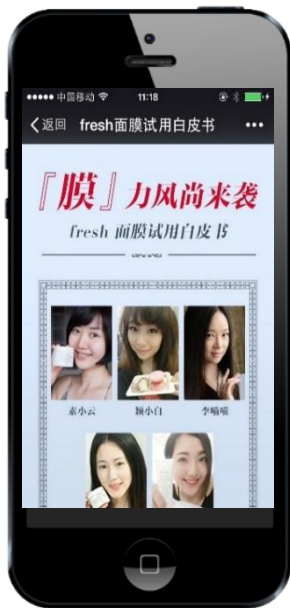 中国移动 11:18
返回 fresh面膜试用白皮书
『膜』力风尚来袭
fresh 面膜试用白皮书
素小云 颖小白 李喵喵